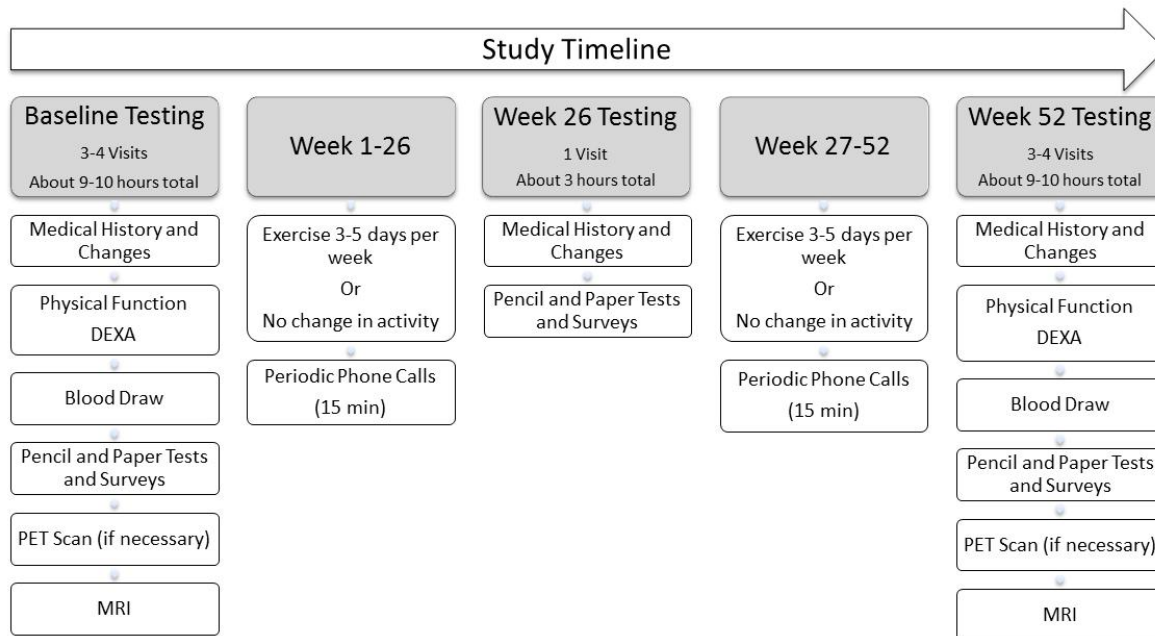 Study Timeline
Baseline Testing
3-4 Visits
About 9-10 hours total
Medical History and
Changes
Physical Function
DEXA
Blood Draw
Pencil and Paper Tests
and Surveys
PET Scan (if necessary)
MRI
Week 1-26
Exercise 3-5 days per
week
Or
No change in activity
Periodic Phone Calls
(15 min)
Week 26 Testing
1 Visit
About 3 hours total
Medical History and
Changes
Pencil and Paper Tests
and Surveys
Week 27-52
Exercise 3-5 days per
week
Or
No change in activity
Periodic Phone Calls
(15 min)
Week 52 Testing
3-4 Visits
About 9-10 hours total
Medical History and
Changes
Physical Function
DEXA
Blood Draw
Pencil and Paper Tests
and Surveys
PET Scan (if necessary)
MRI